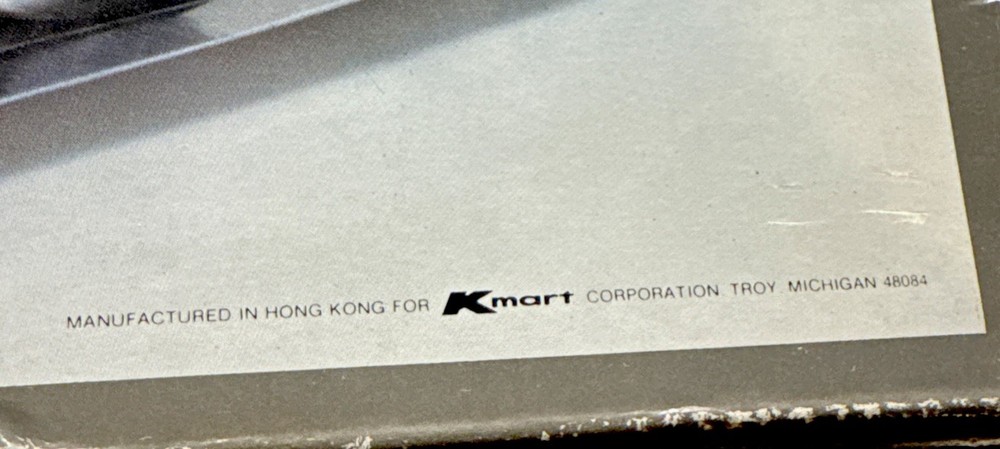 MANUFACTURED IN HONG KONG FOR Kmart CORPORATION TROY MICHIGAN 48084